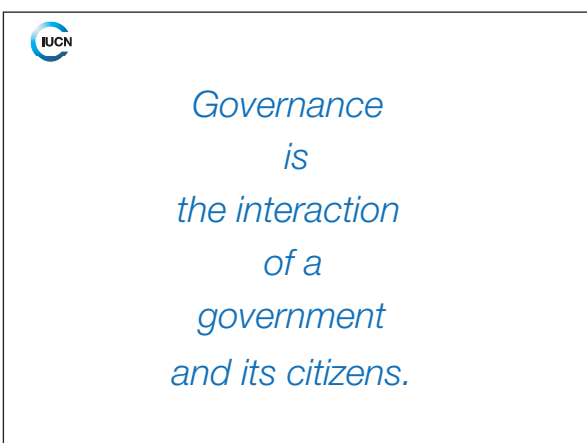 IUCN
Governance
is
the interaction
of a
government
and its citizens.